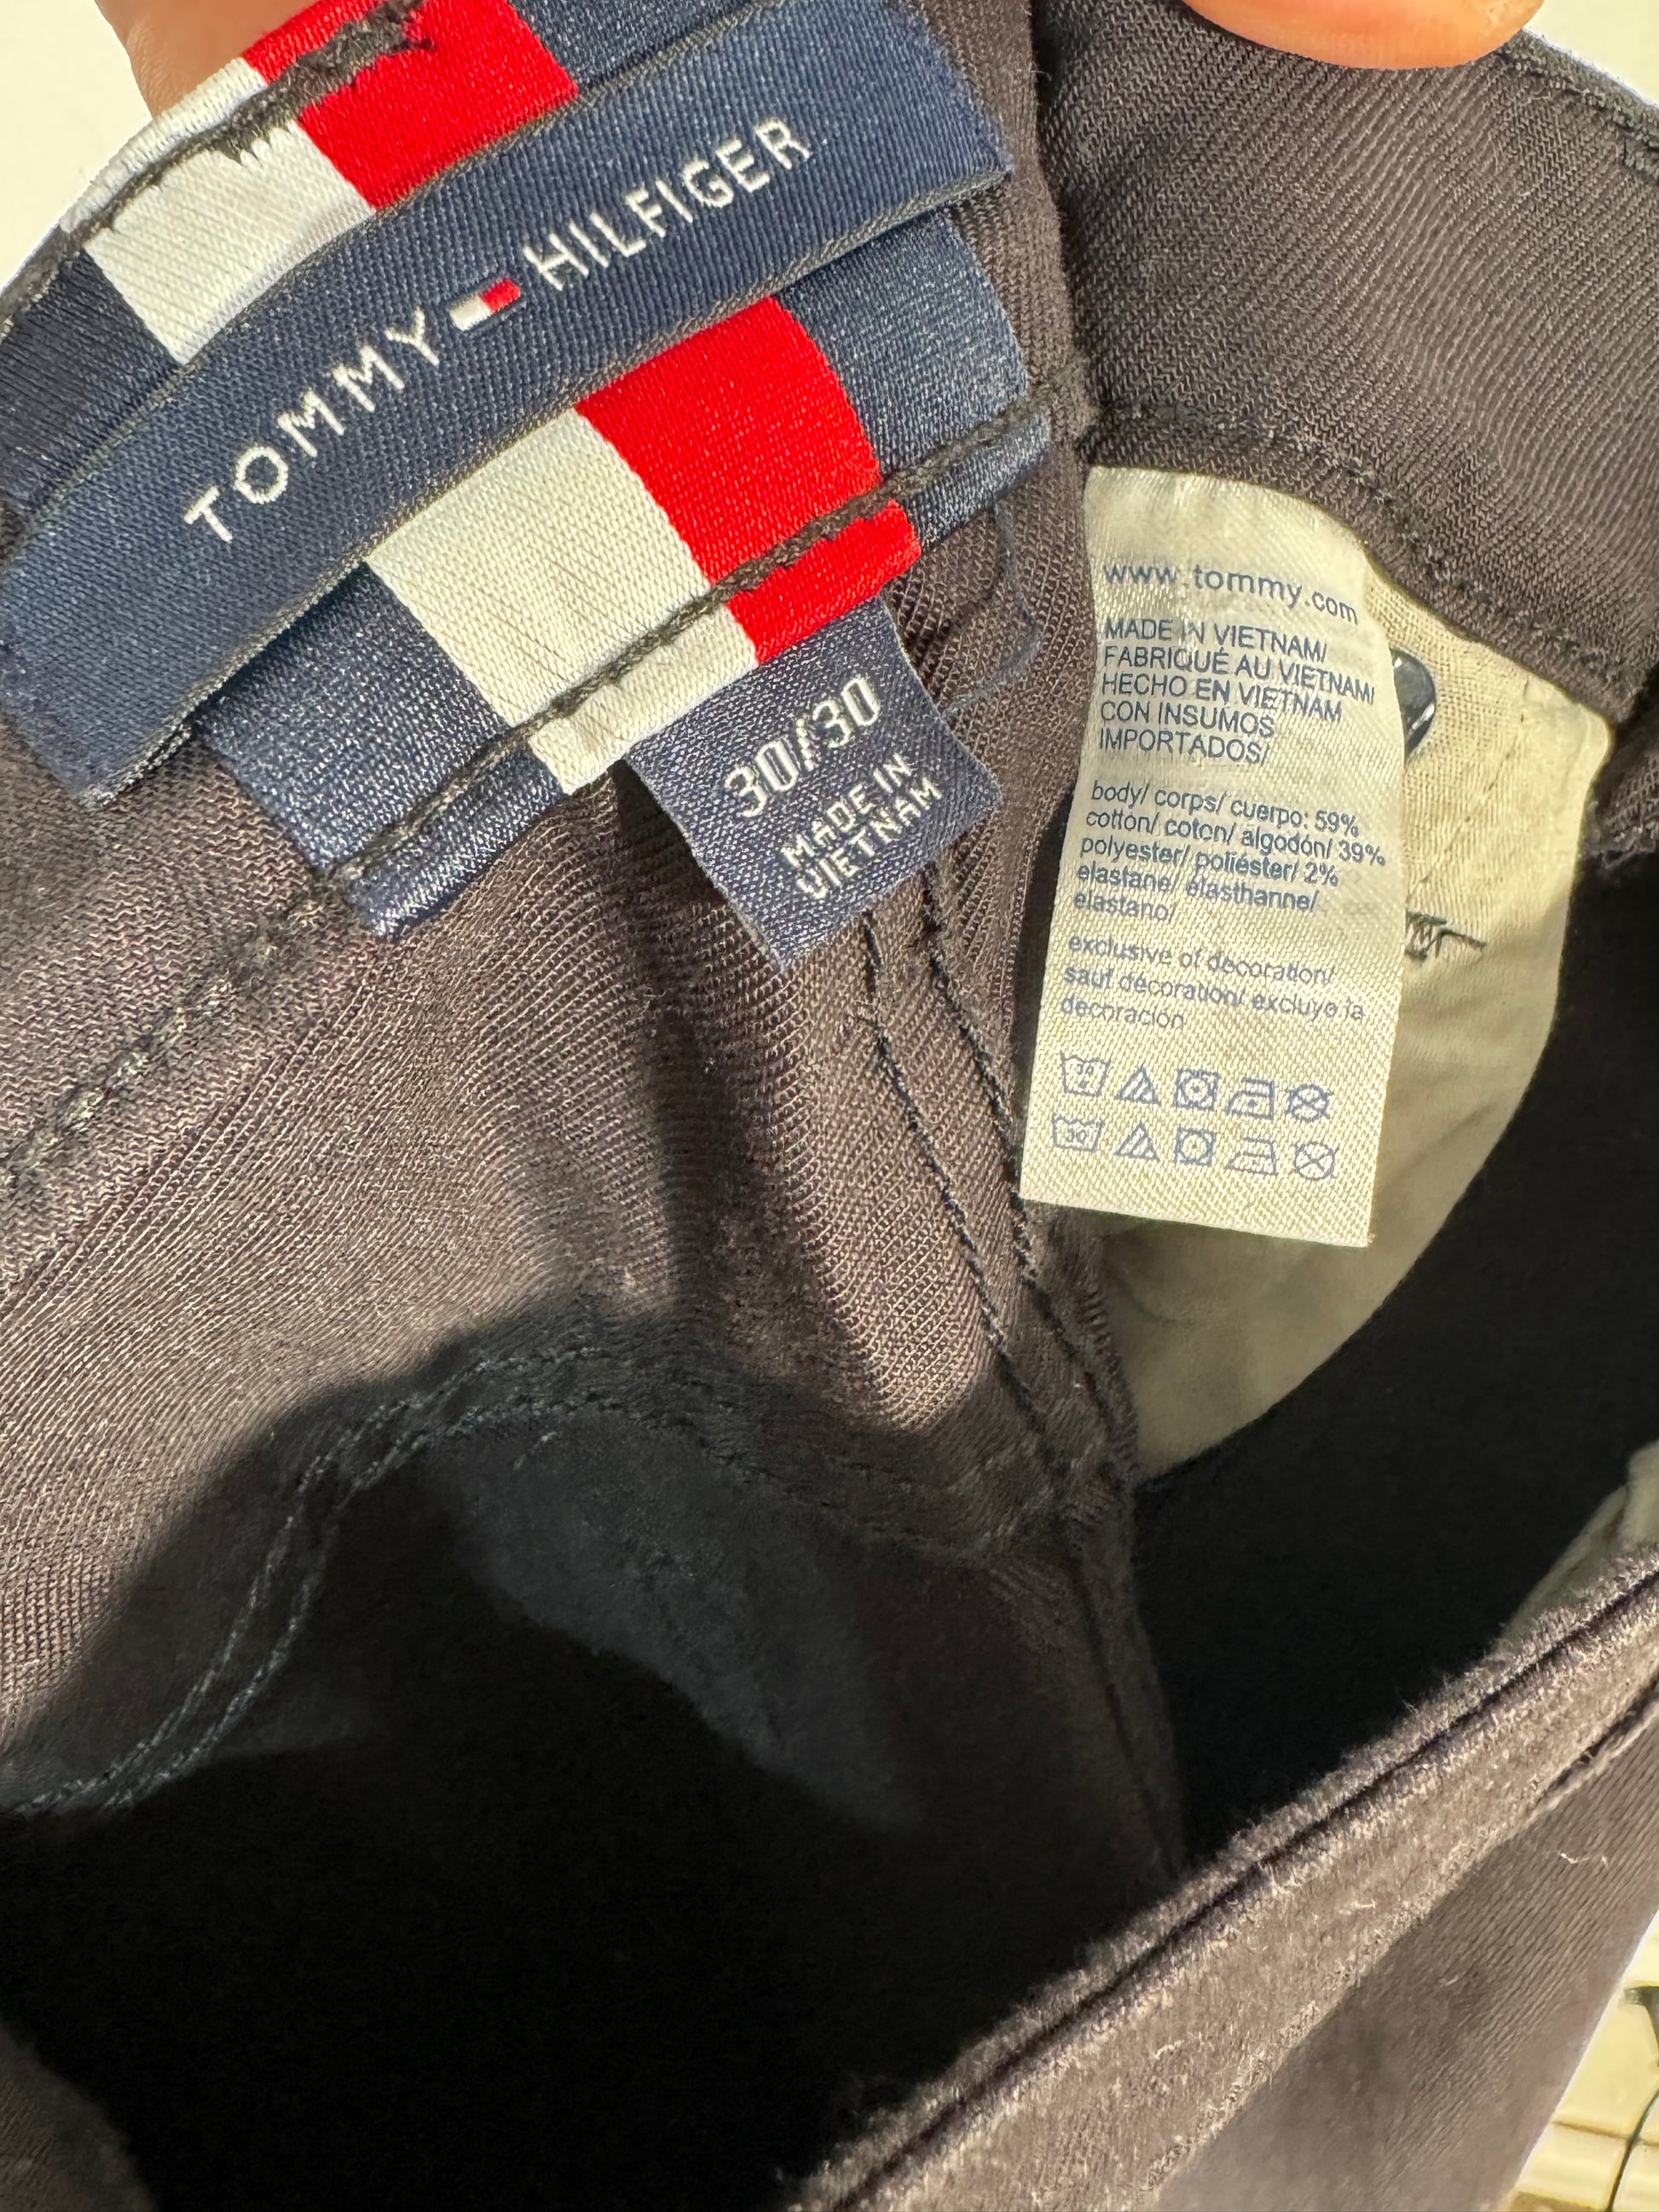 TOMMY HILFIGER
30/30
MADE IN
VIETNAM
www.tommy.com
MADE IN VIETNAM/
FABRIQUÉ AU VIETNAM/
HECHO EN VIETNAM
CON INSUMOS
IMPORTADOS/
body/ corps/ cuerpo: 59%
cotton/ coton/ algodón/ 39%
polyester/ poliéster/ 2%
elastane/ élasthanne/
elastano/
exclusive of decoration/
sauf décoration/ excluye la
decoración
30
30°